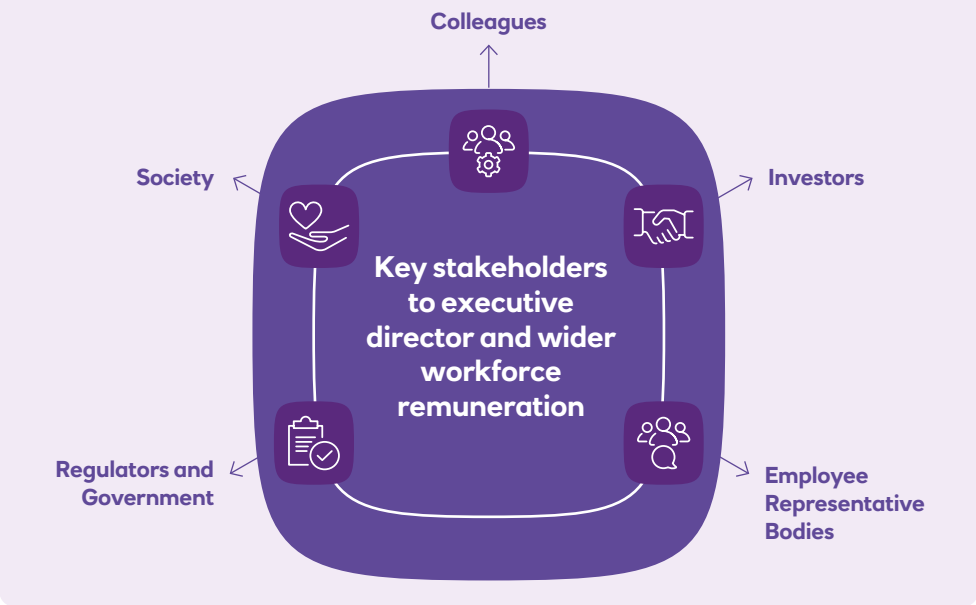 Colleagues
Society
Investors
Key stakeholders
to executive
director and wider
workforce
remuneration
Regulators and
Government
Employee
Representative
Bodies